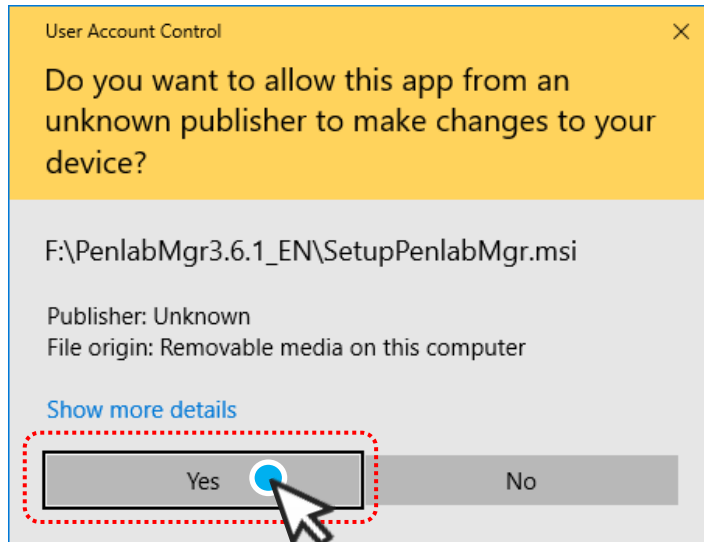 User Account Control
Do you want to allow this app from an
unknown publisher to make changes to your
device?
F:\PenlabMgr3.6.1_EN\SetupPenlabMgr.msi
Publisher: Unknown
File origin: Removable media on this computer
Show more details
Yes No